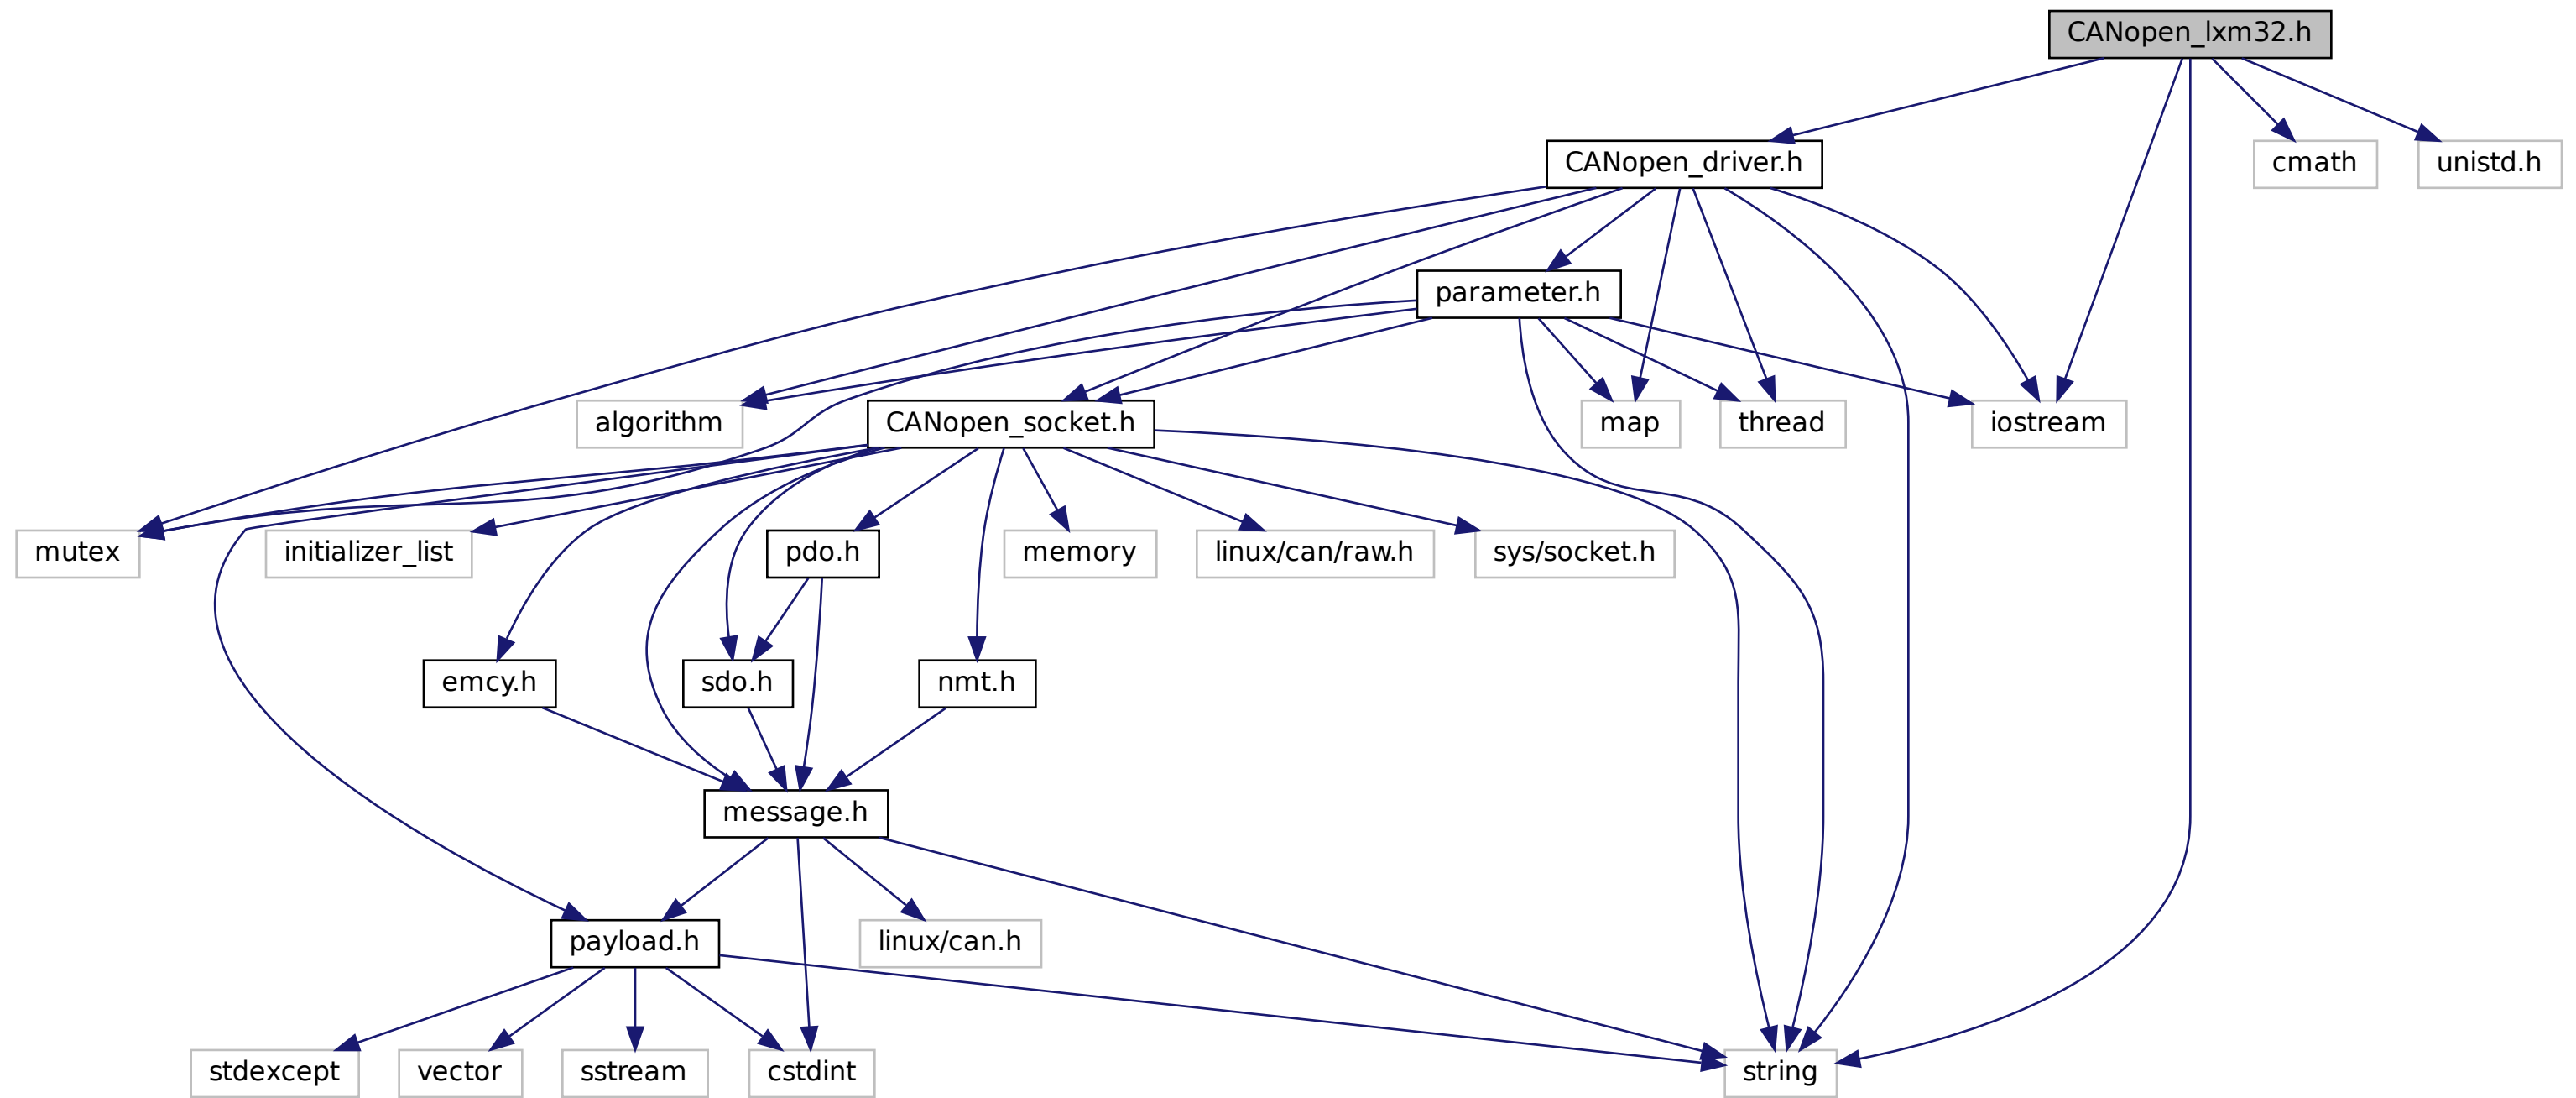 CANopen_lxm32.h
CANopen_driver.h
cmath
unistd.h
parameter.h
algorithm
CANopen_socket.h
map
thread
iostream
mutex
initializer_list
pdo.h
memory
linux/can/raw.h
sys/socket.h
emcy.h
sdo.h
nmt.h
message.h
payload.h
linux/can.h
stdexcept
vector
sstream
cstdint
string